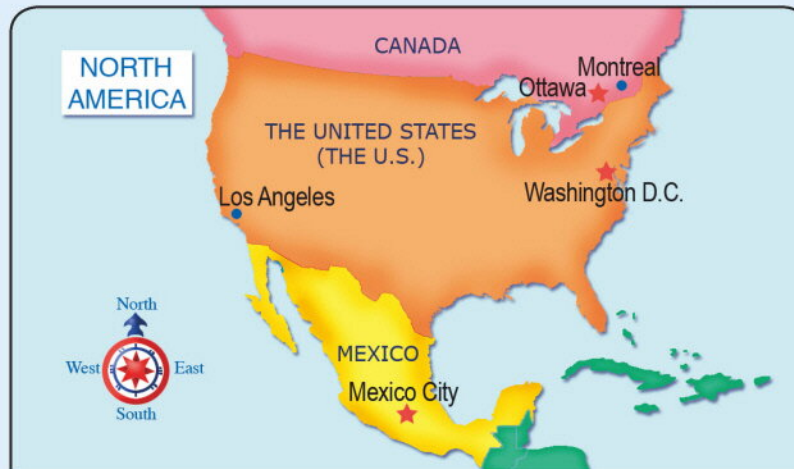 NORTH
AMERICA
CANADA
Montreal
Ottawa
THE UNITED STATES
(THE U.S.)
Washington D.C.
Los Angeles
North
West
East
South
MEXICO
Mexico City